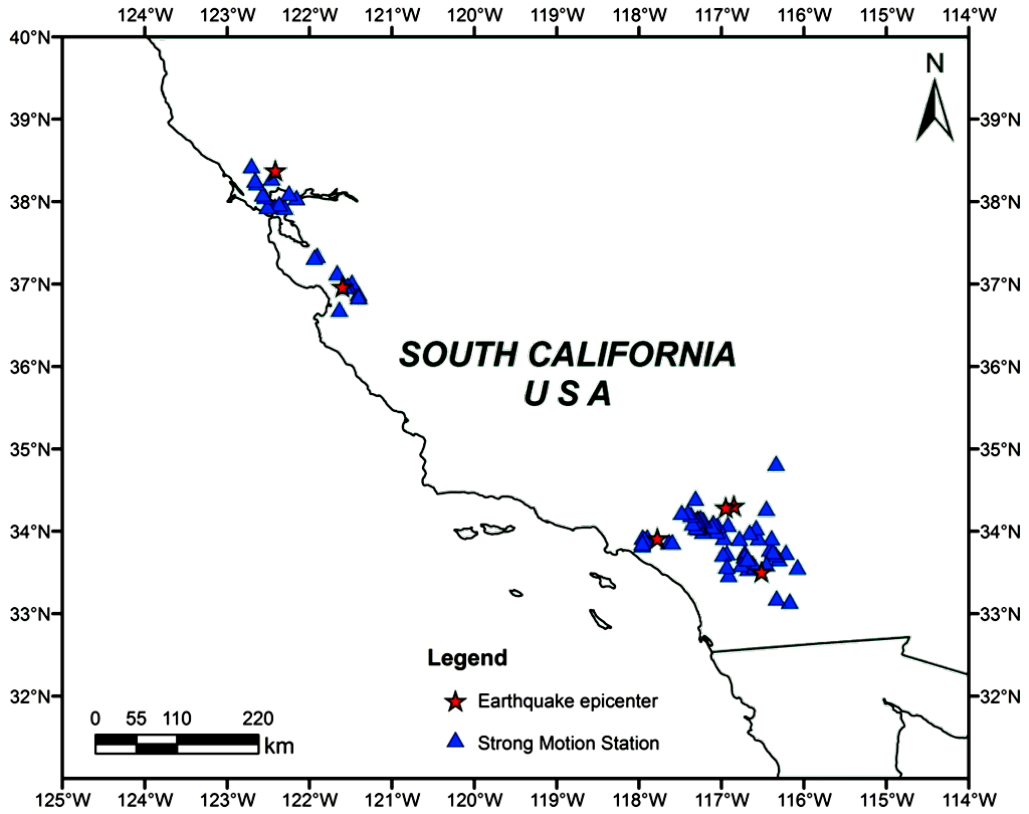 124°W 123°W 122°W 121°W 120°W 119°W 118°W 117°W 116°W 114°W
40°N
N
39°N 39°N
38°N 38°N
37°N 37°N
SOUTH CALIFORNIA
36°N 36°N
U S A
35°N 35°N
34°N 34°N
33°N 33°N
Legend
Earthquake epicenter
32°N 32°N
0 55 110 220
km
Strong Motion Station
125°W 124°W 123°W 122°W 121°W 120°W 119°W 118°W 117°W 116°W 115°W 114°W